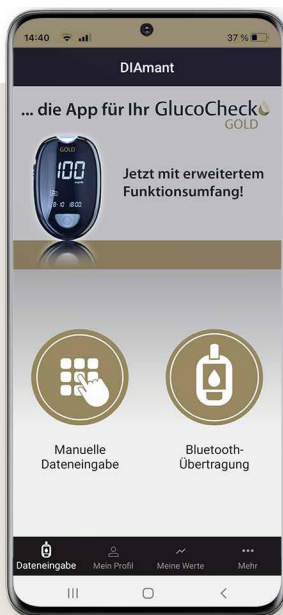 14:40
37 %
DIAmant
... die App für Ihr GlucoCheck
GOLD
GOLD
100
Jetzt mit erweitertem
Funktionsumfang!
Manuelle
Dateneingabe
Bluetooth-
Übertragung
Dateneingabe
Mein Profil
Meine Werte
Mehr